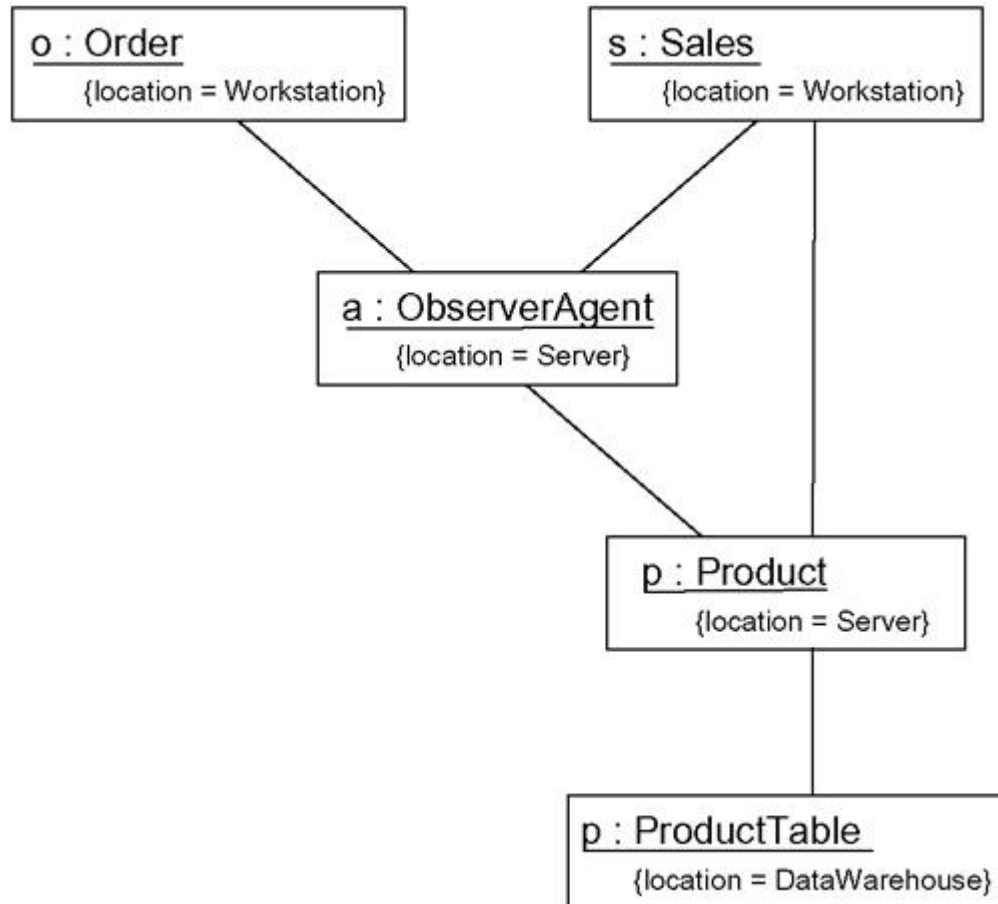 o : Order
{location = Workstation}
s : Sales
{location = Workstation}
a : ObserverAgent
{location = Server}
p : Product
{location = Server}
p : ProductTable
{location = DataWarehouse}